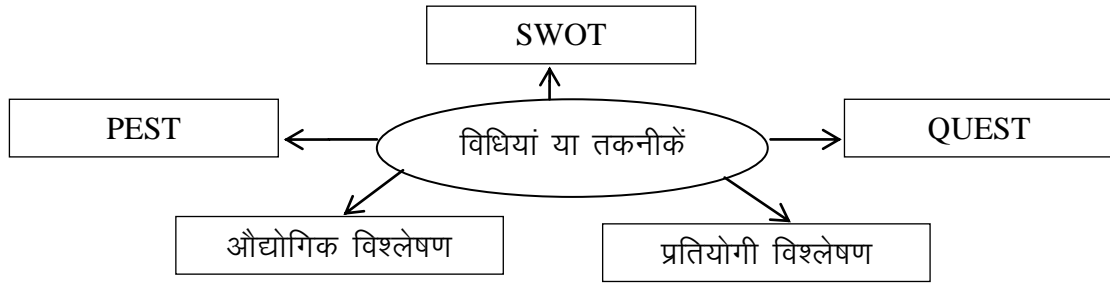 SWOT
PEST
विधियां या तकनीकें
QUEST
औद्योगिक विश्लेषण
प्रतियोगी विश्लेषण